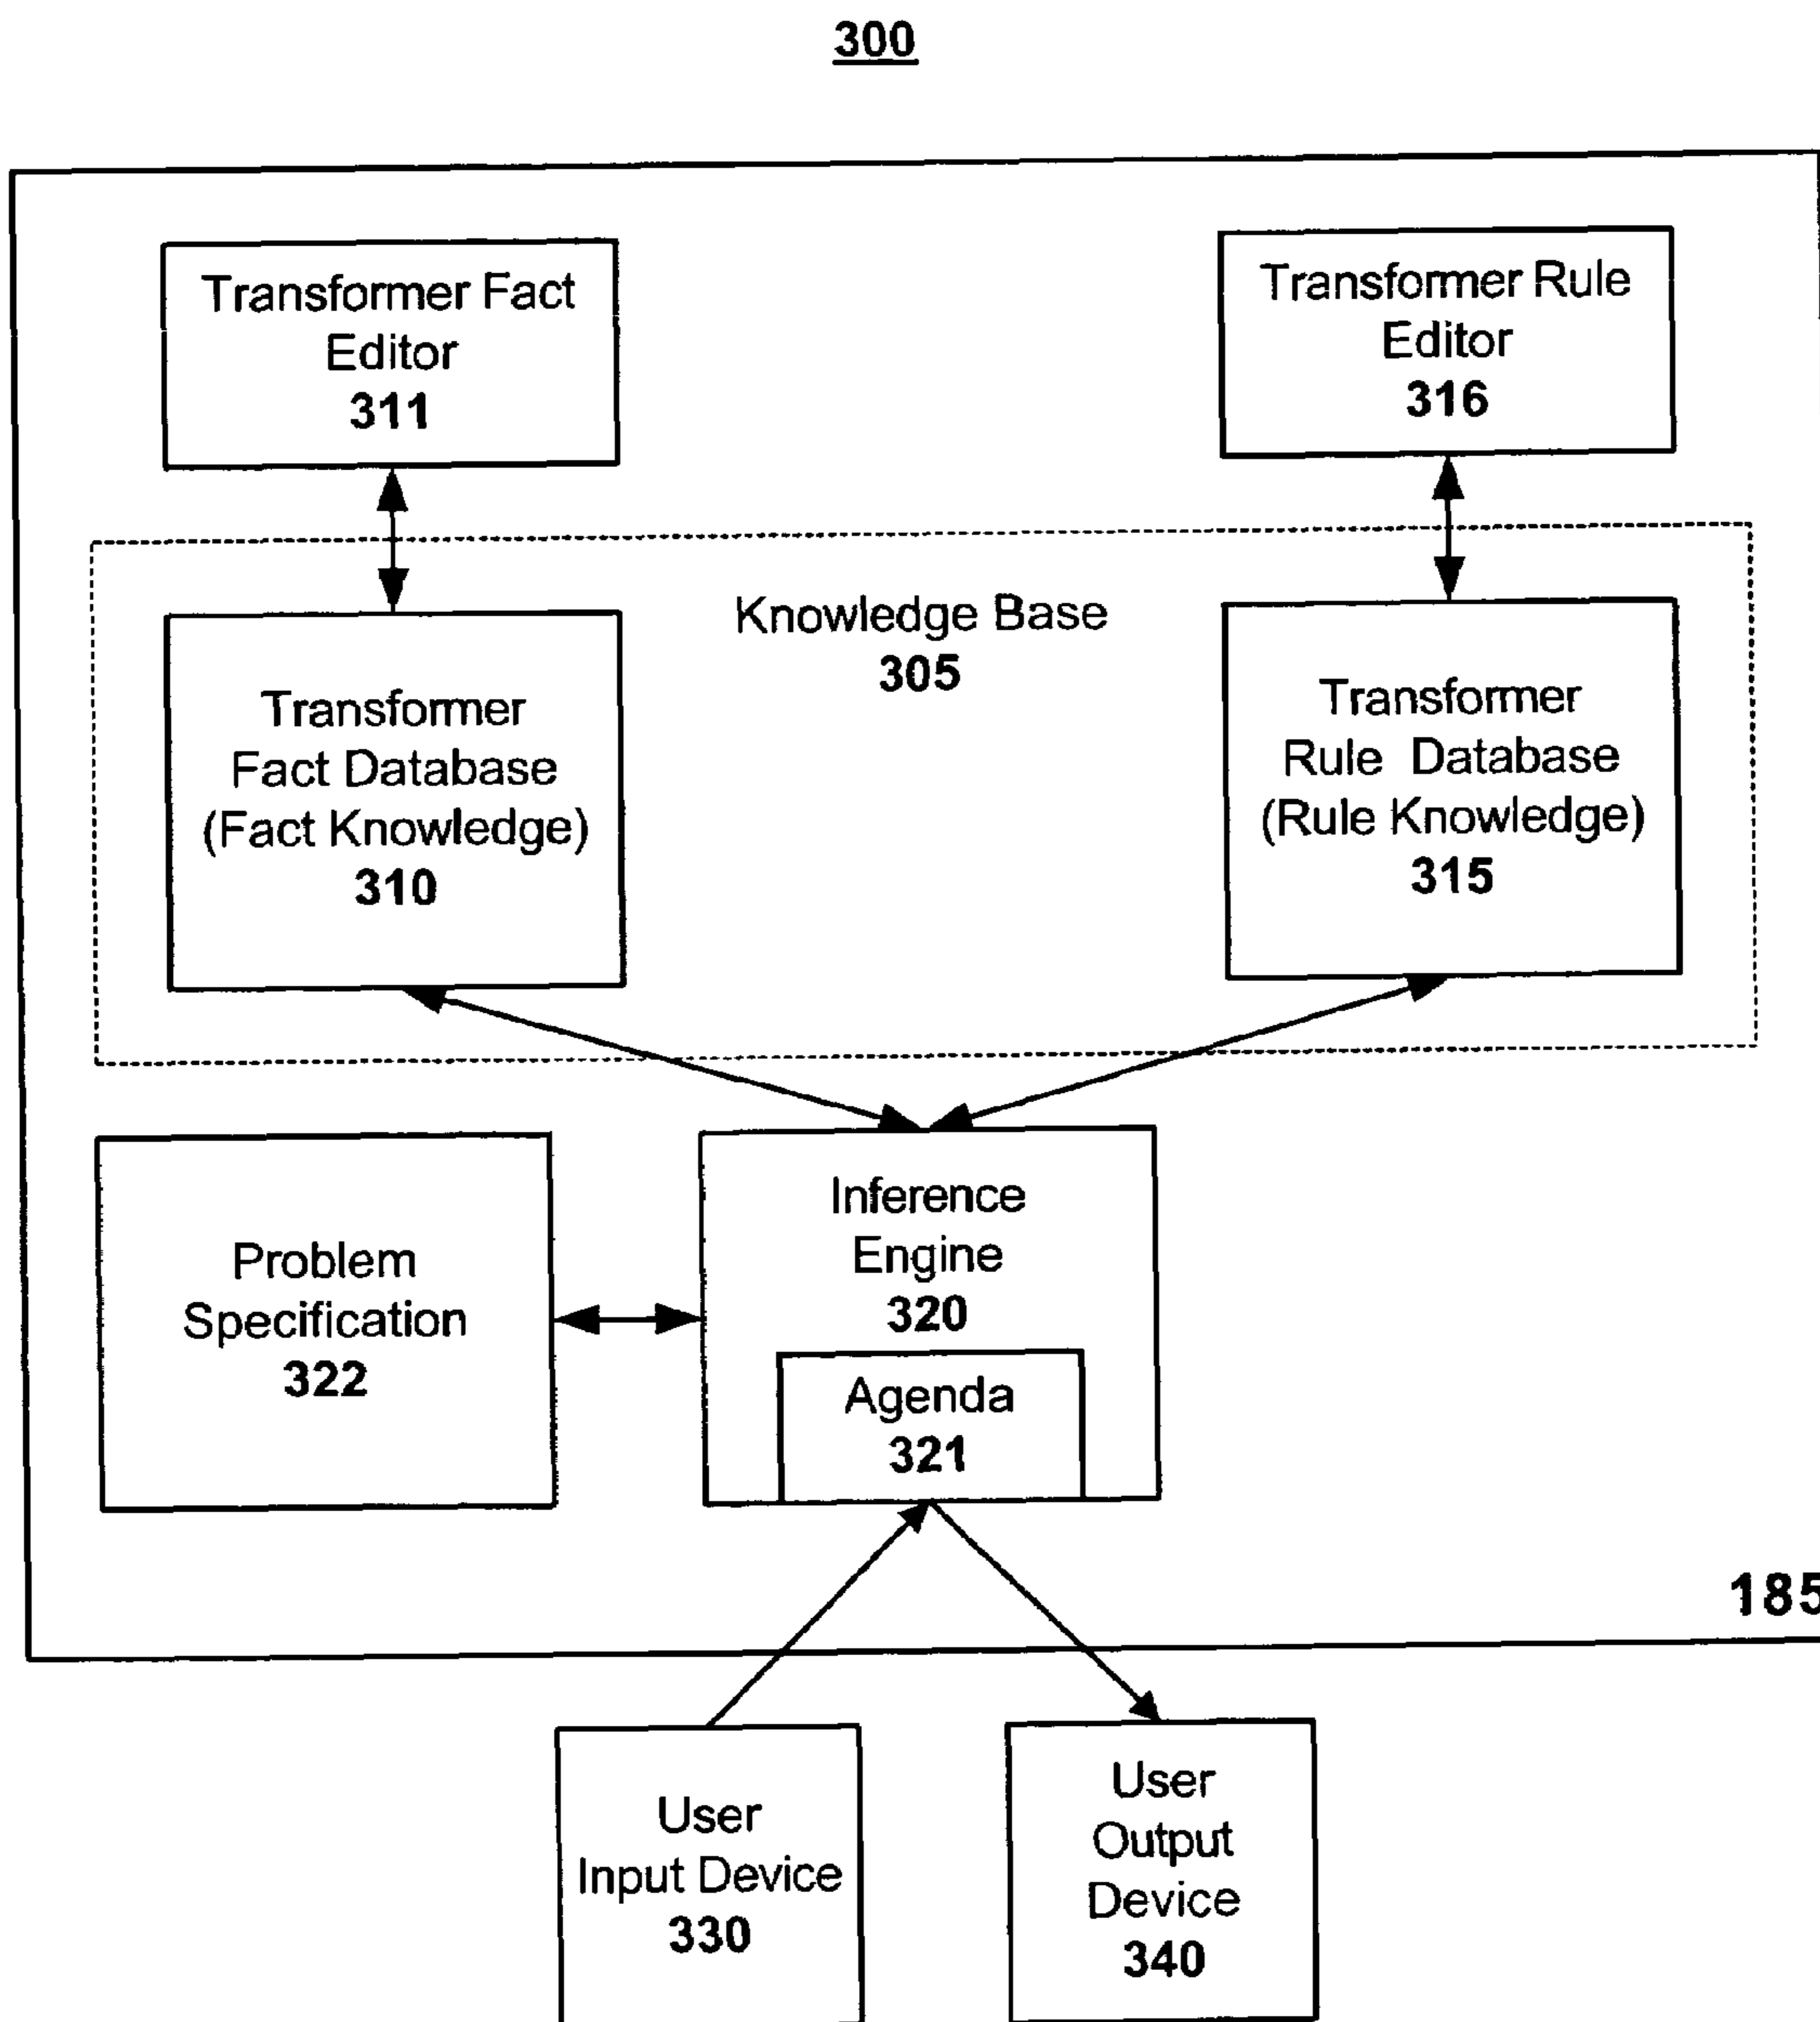 300
Transformer Fact
Editor
311
Transformer Rule
Editor
316
Knowledge Base
305
Transformer
Fact Database
(Fact Knowledge)
310
Transformer
Rule Database
(Rule Knowledge)
315
Problem
Specification
322
Inference
Engine
320
Agenda
321
185
User
Input Device
330
User
Output
Device
340